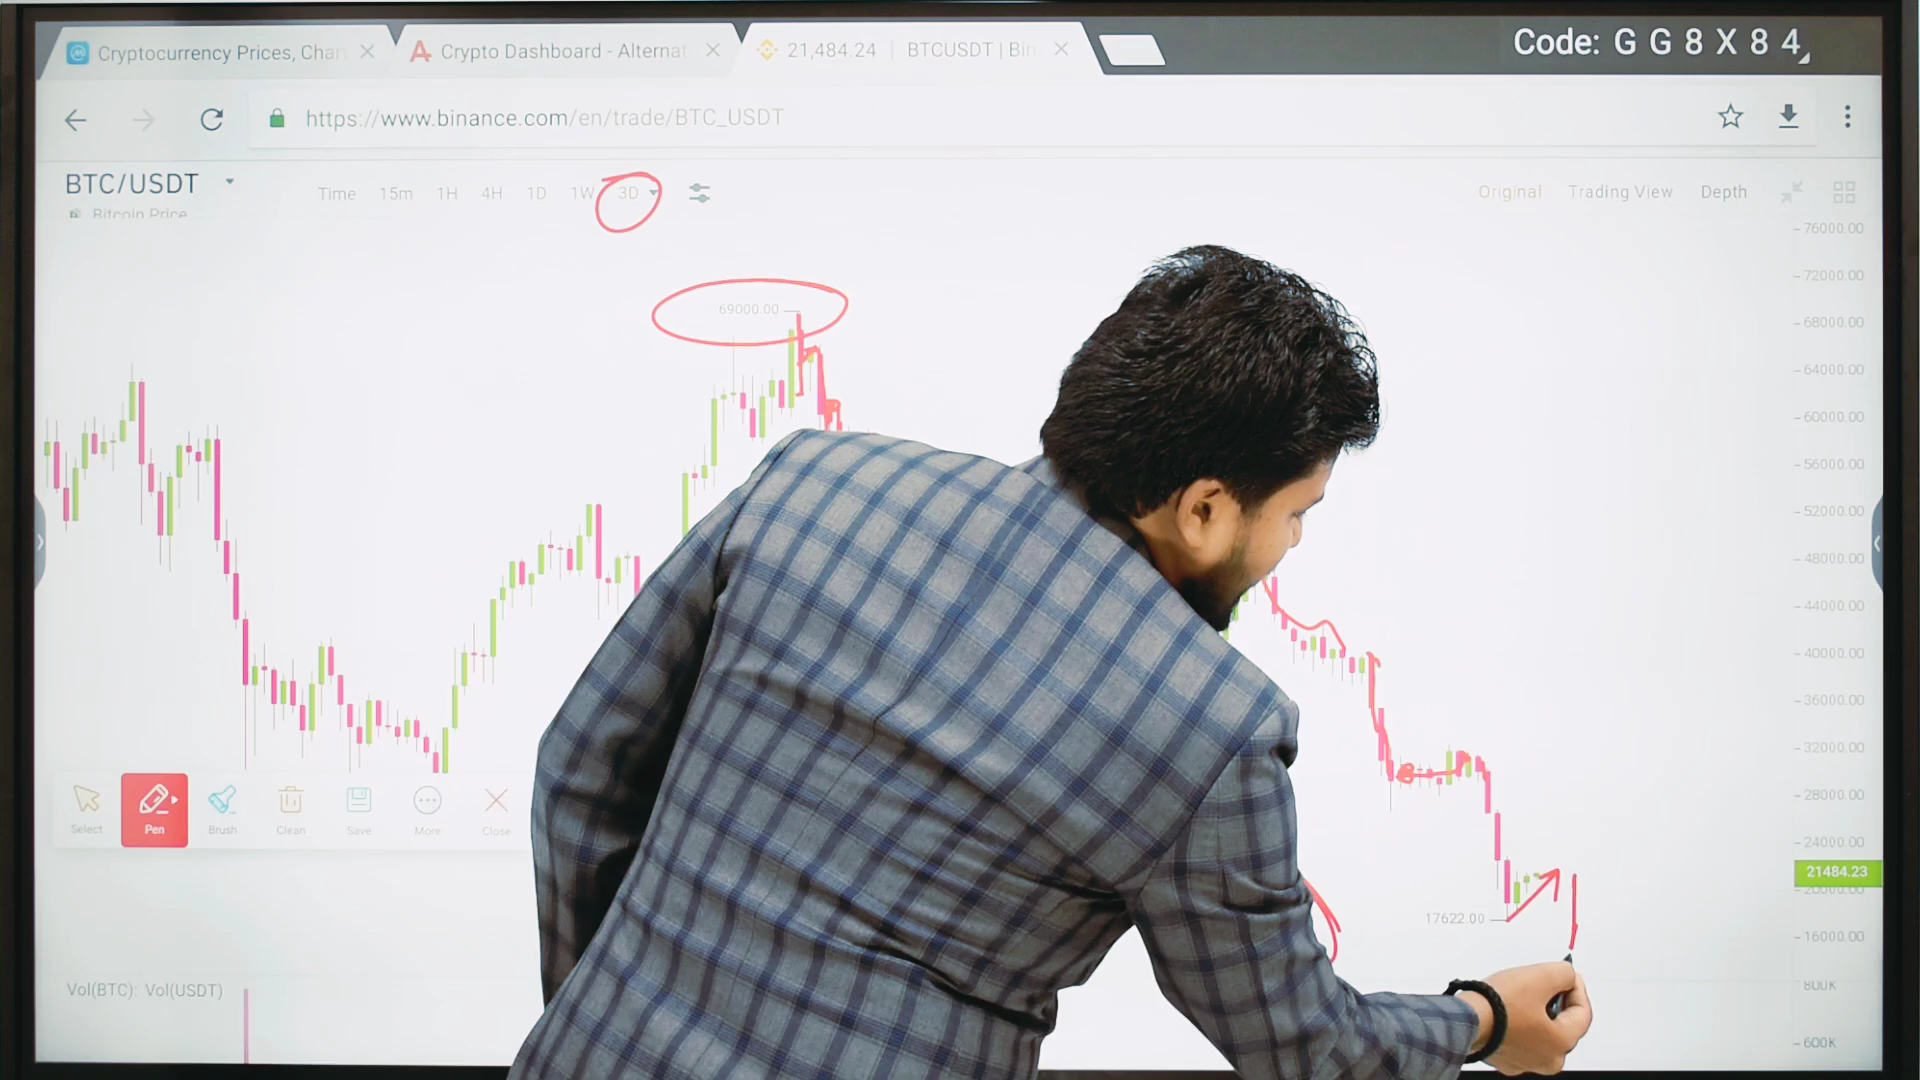 Cryptocurrency Prices, Char
Crypto Dashboard - Alternat
21,484.24 | BTCUSDT | Bin
Code: G G 8 X 8 4
https://www.binance.com/en/trade/BTC_USDT
BTC/USDT
Bitcoin Price
Time 15m 1H 4H 1D 1W 3D
Original Trading View Depth
76000.00
72000.00
69000.00
68000.00
64000.00
60000.00
56000.00
52000.00
48000.00
44000.00
40000.00
36000.00
32000.00
28000.00
24000.00
21484.23
20000.00
17622.00
16000.00
Select Pen Brush Clean Save More Close
Vol(BTC): Vol(USDT)
800K
600K